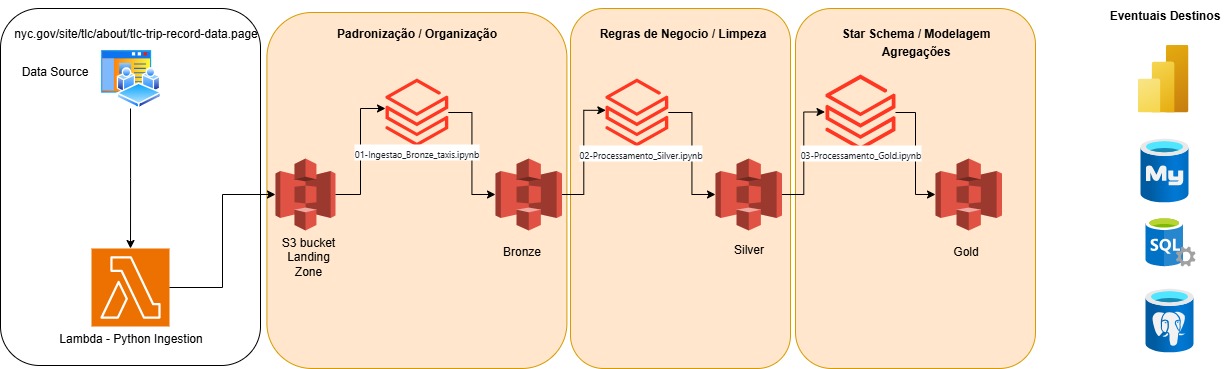 nyc.gov/site/tlc/about/tlc-trip-record-data.page
Data Source
Lambda - Python Ingestion
Padronização / Organização
01-Ingestao_Bronze_taxis.ipynb
S3 bucket
Landing
Zone
Bronze
Regras de Negocio / Limpeza
02-Processamento_Silver.ipynb
Silver
Star Schema / Modelagem
Agregações
03-Processamento_Gold.ipynb
Gold
Eventuais Destinos
My
SQL